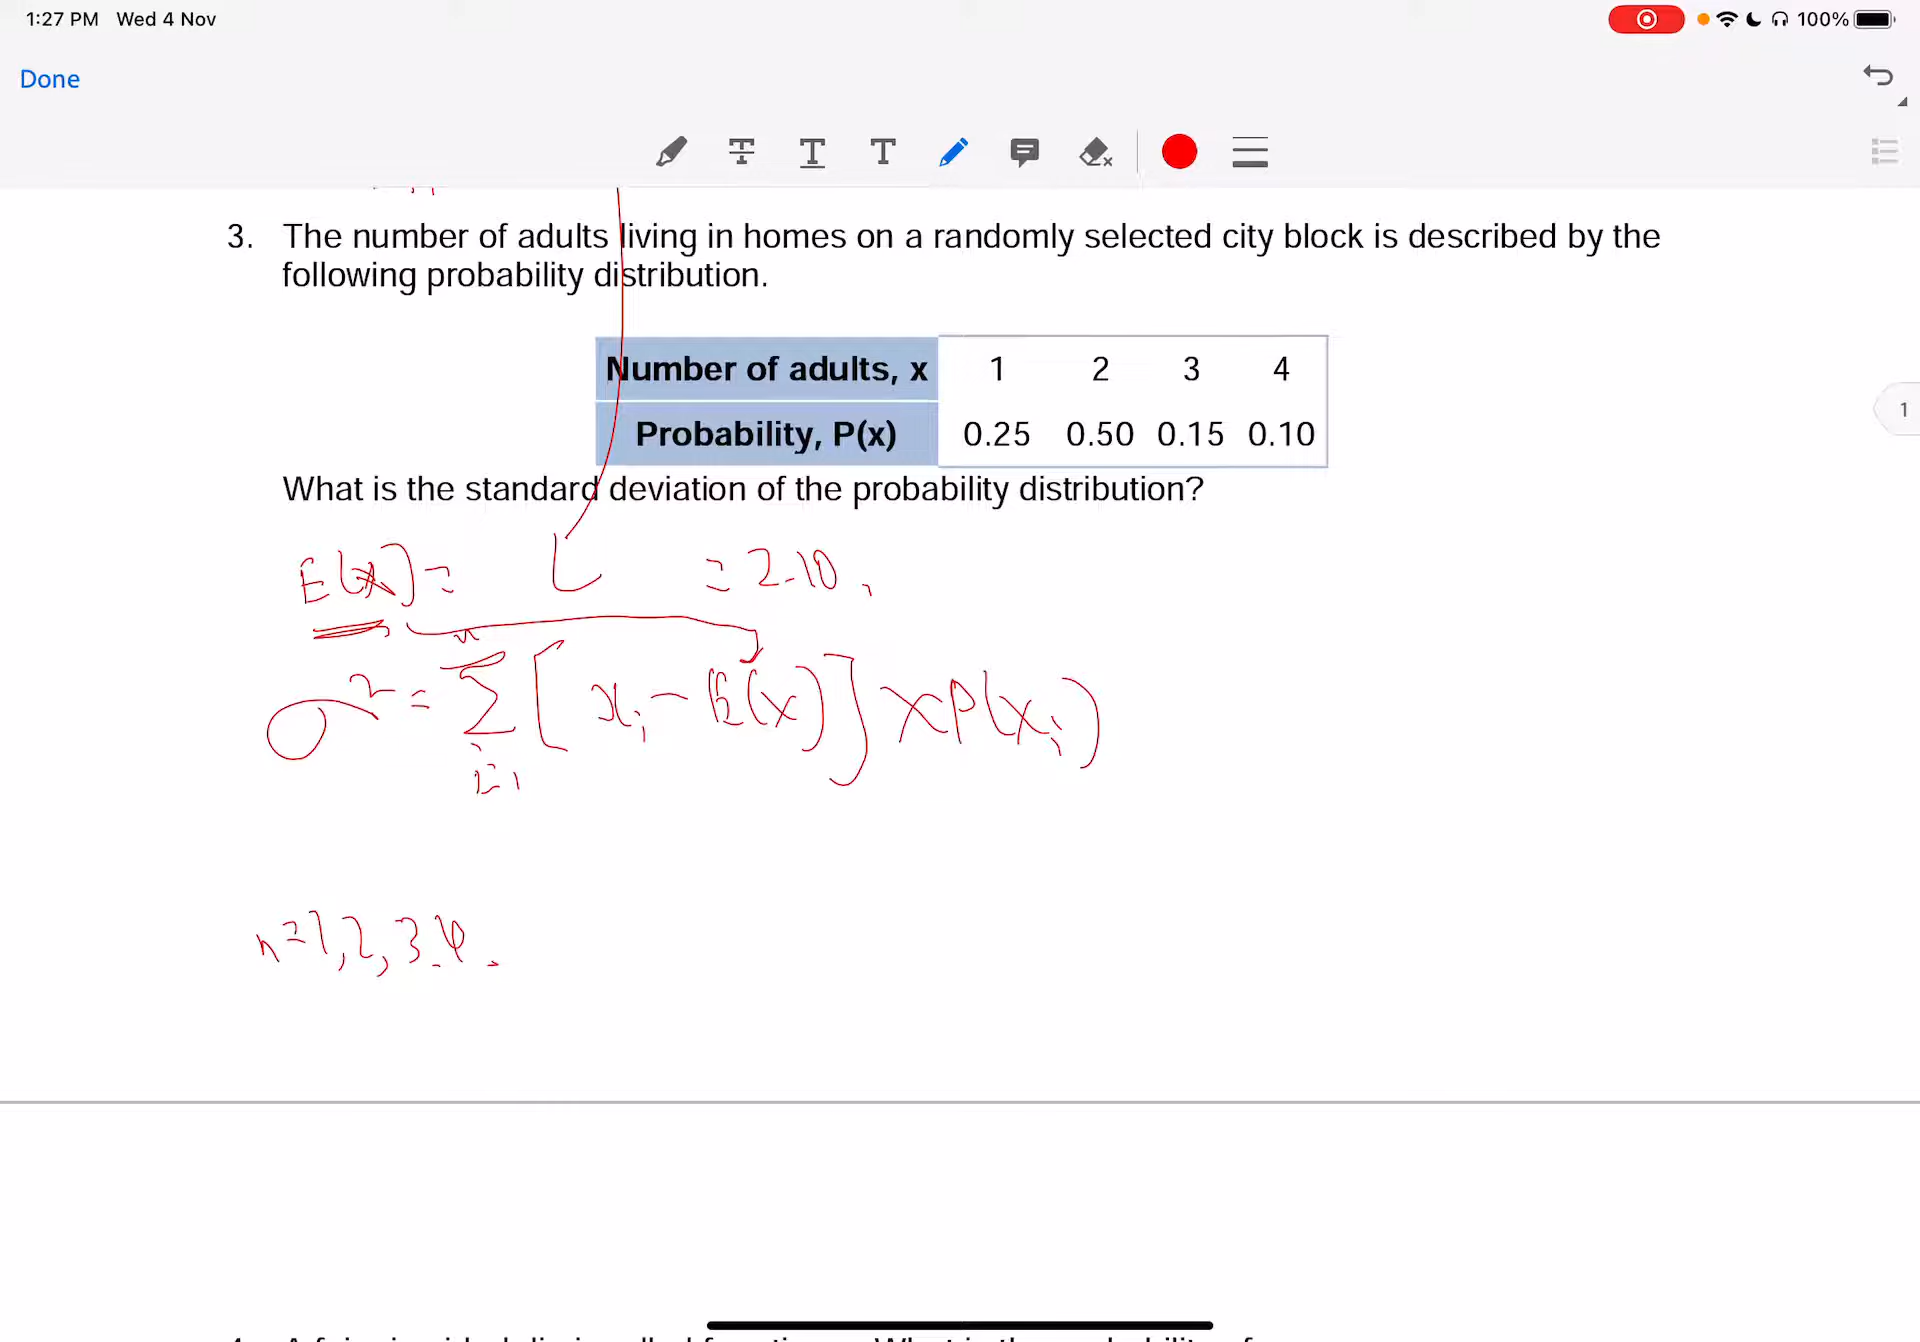 1:27 PM Wed 4 Nov
100%
Done
3. The number of adults living in homes on a randomly selected city block is described by the
following probability distribution.
Number of adults, x 1 2 3 4
1
Probability, P(x) 0.25 0.50 0.15 0.10
What is the standard deviation of the probability distribution?
E(x) = = 2.10,
n
σ² = Σ [ xᵢ - E(x) ] x P(xᵢ)
i=1
n=1,2,3.4.